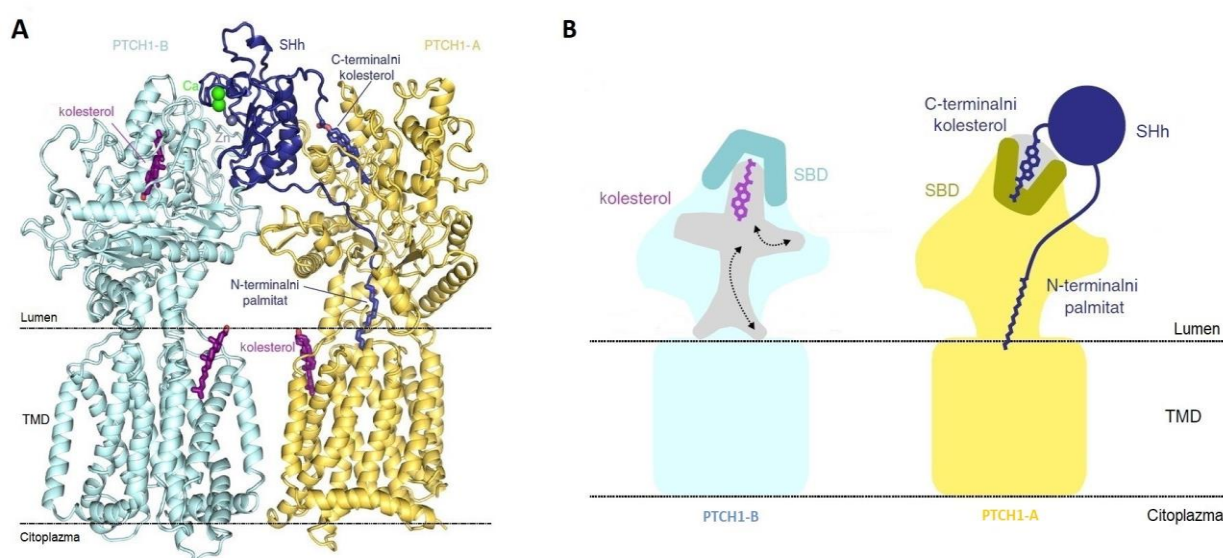 A
PTCH1-B
SHh
PTCH1-A
C-terminalni
kolesterol
Ca
kolesterol
Zn
N-terminalni
palmitat
Lumen
kolesterol
TMD
Citoplazma
B
C-terminalni
kolesterol
SHh
SBD
kolesterol
SBD
N-terminalni
palmitat
Lumen
TMD
PTCH1-B
PTCH1-A
Citoplazma